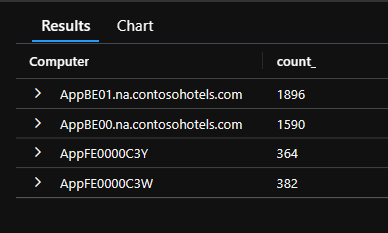 Results Chart
Computer count_
AppBE01.na.contosohotels.com 1896
AppBE00.na.contosohotels.com 1590
AppFE0000C3Y 364
AppFE0000C3W 382